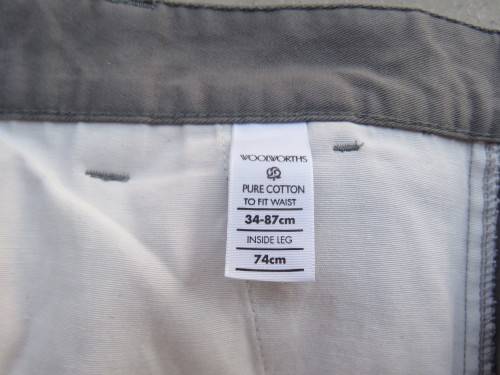 WOOLWORTHS
PURE COTTON
TO FIT WAIST
34-87cm
INSIDE LEG
74cm